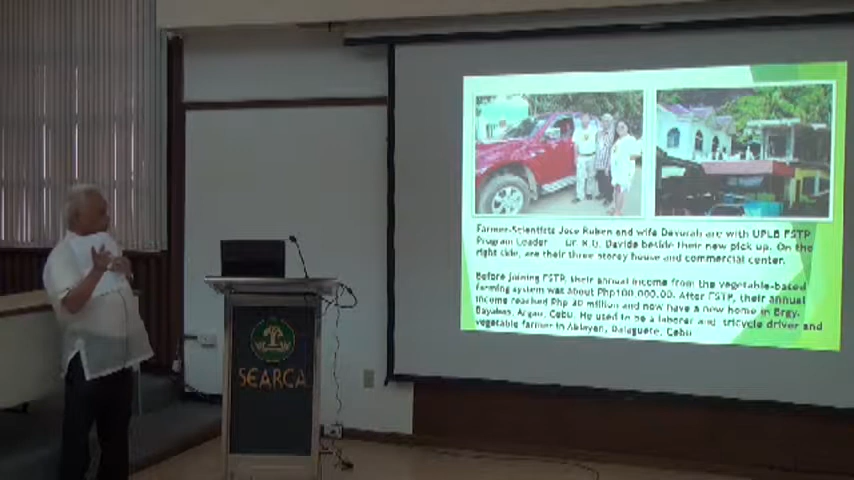 Farmer-Scientists Jose Ruben and wife Devorah are with UPLB FSTP
Program Leader Dr. R.G. Davide beside their new pick up. On the
right side, are their three storey house and commercial center.
Before joining FSTP, their annual income from the vegetable-based
farming system was about Php100,000.00. After FSTP, their annual
income reached Php 30 million and now have a new home in Brgy.
Argao, Cebu. He used to be a laborer and tricycle driver and
vegetable farmer in Ablayan, Dalaguete, Cebu
SEARCA